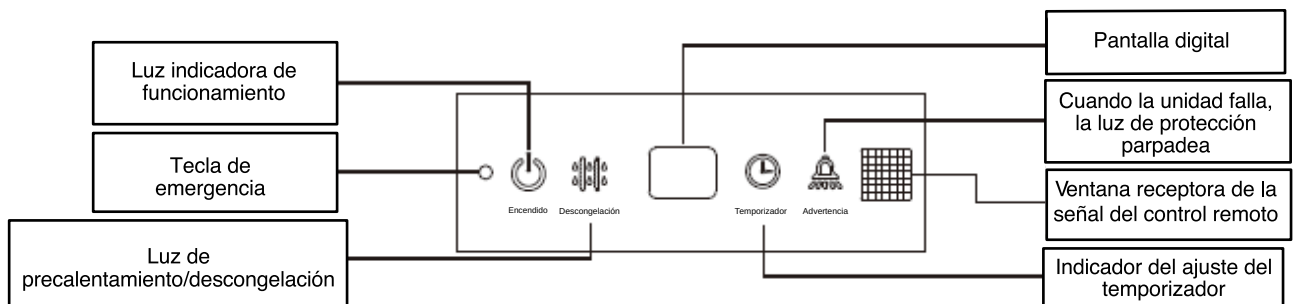 Luz indicadora de
funcionamiento
Tecla de
emergencia
Luz de
precalentamiento/descongelación
Encendido
Descongelación
Temporizador
Advertencia
Pantalla digital
Cuando la unidad falla,
la luz de protección
parpadea
Ventana receptora de la
señal del control remoto
Indicador del ajuste del
temporizador